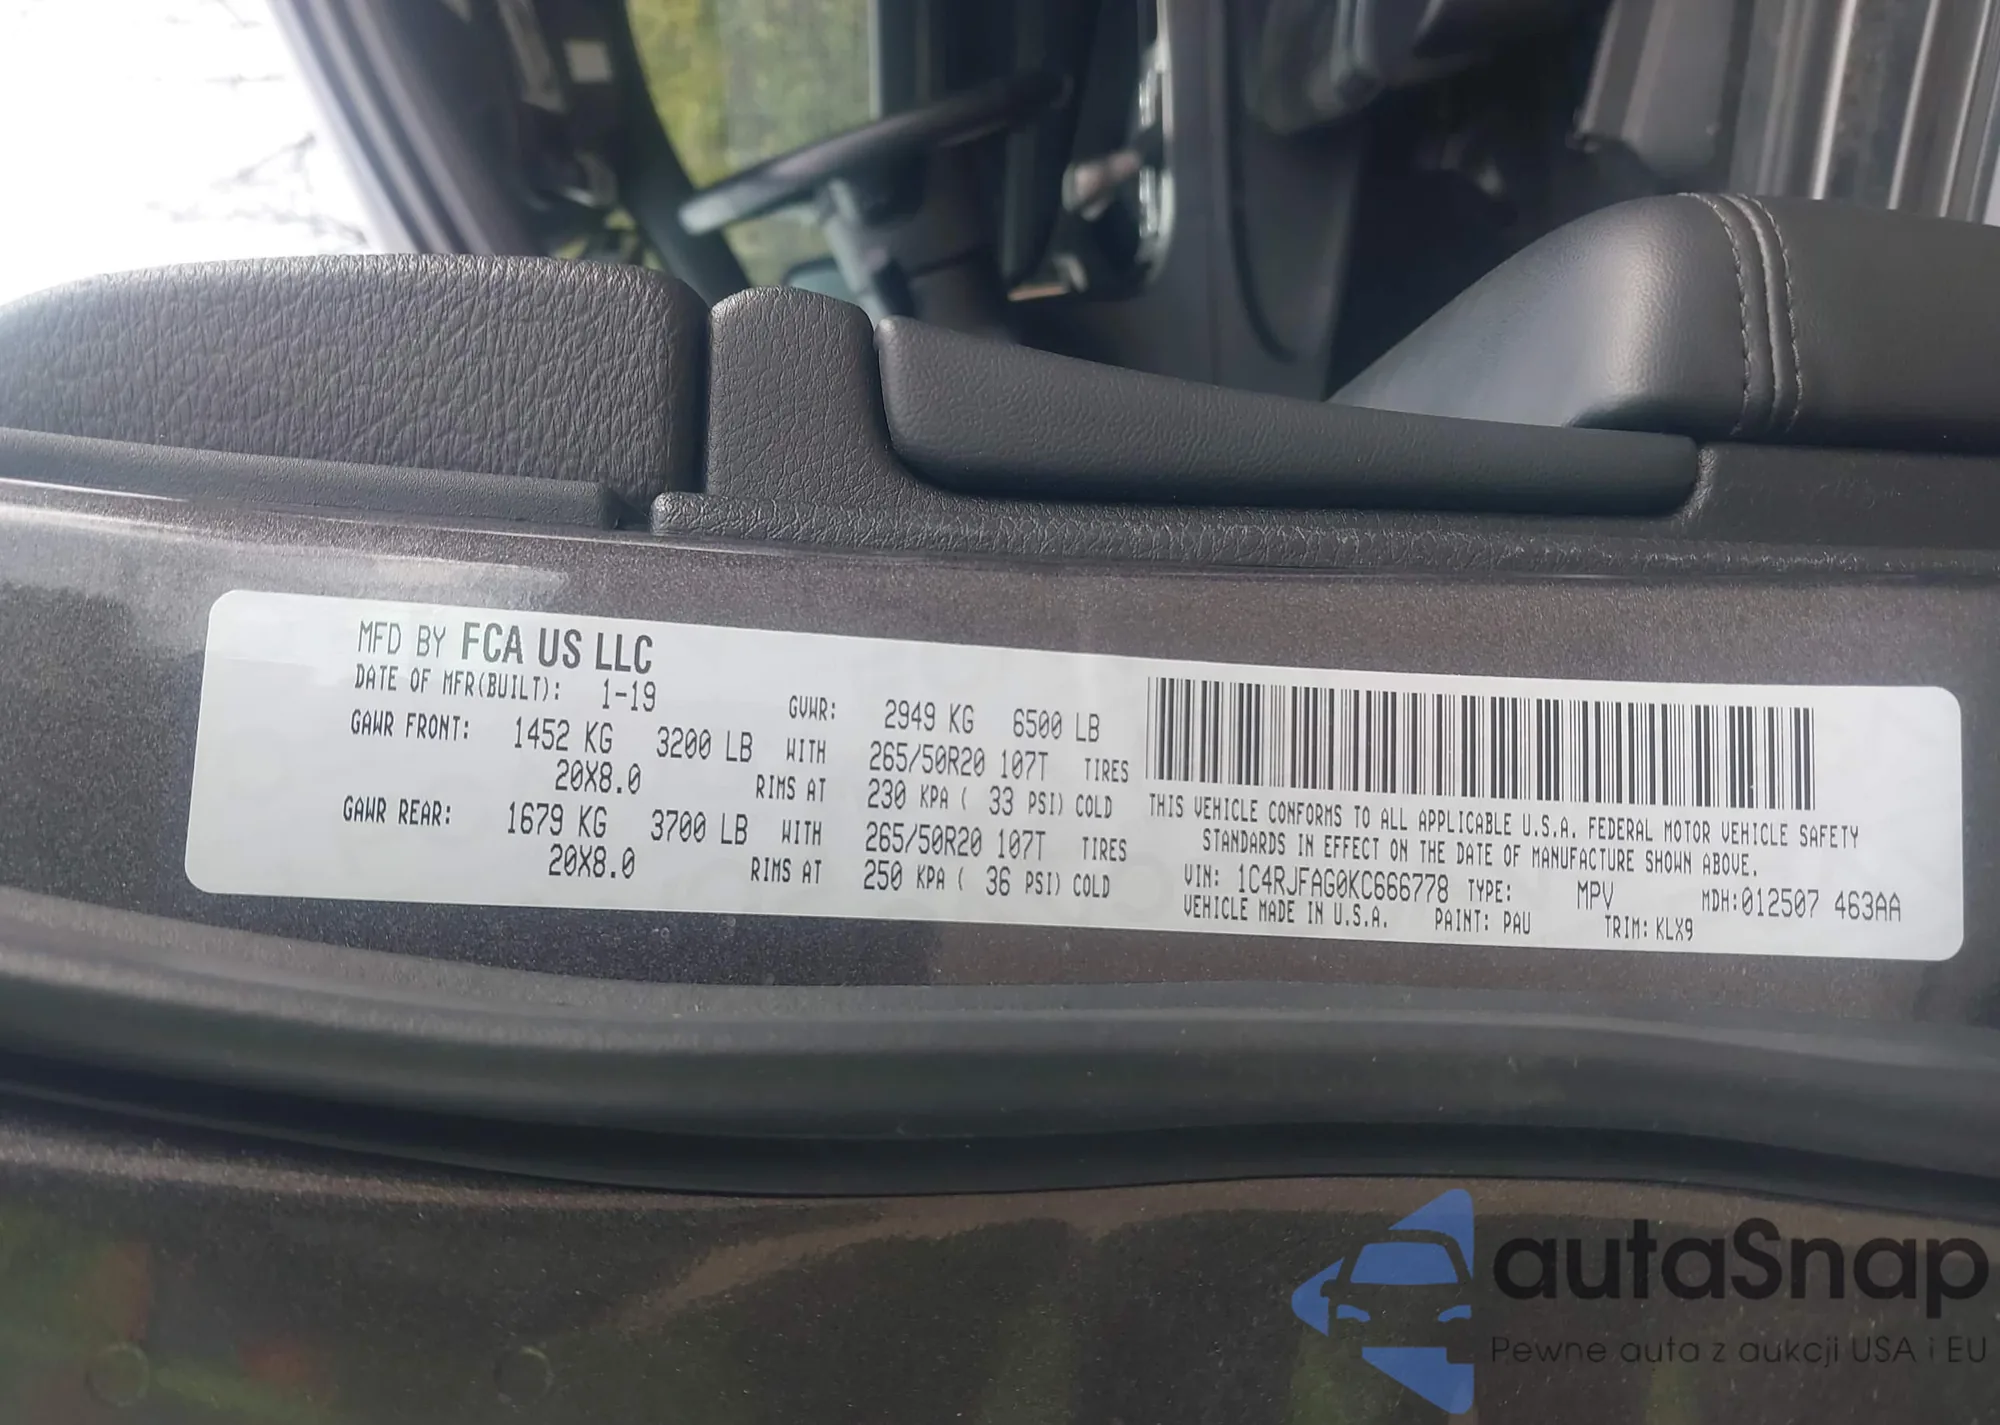 MFD BY FCA US LLC
DATE OF MFR(BUILT): 1-19 GVWR: 2949 KG 6500 LB
GAWR FRONT: 1452 KG 3200 LB WITH 265/50R20 107T TIRES
20X8.0 RIMS AT 230 KPA ( 33 PSI) COLD
GAWR REAR: 1679 KG 3700 LB WITH 265/50R20 107T TIRES
20X8.0 RIMS AT 250 KPA ( 36 PSI) COLD
THIS VEHICLE CONFORMS TO ALL APPLICABLE U.S.A. FEDERAL MOTOR VEHICLE SAFETY
STANDARDS IN EFFECT ON THE DATE OF MANUFACTURE SHOWN ABOVE.
VIN: 1C4RJFAG0KC666778 TYPE: MPV MDH:012507 463AA
VEHICLE MADE IN U.S.A. PAINT: PAU TRIM: KLX9
autaSnap
Pewne auta z aukcji USA i EU